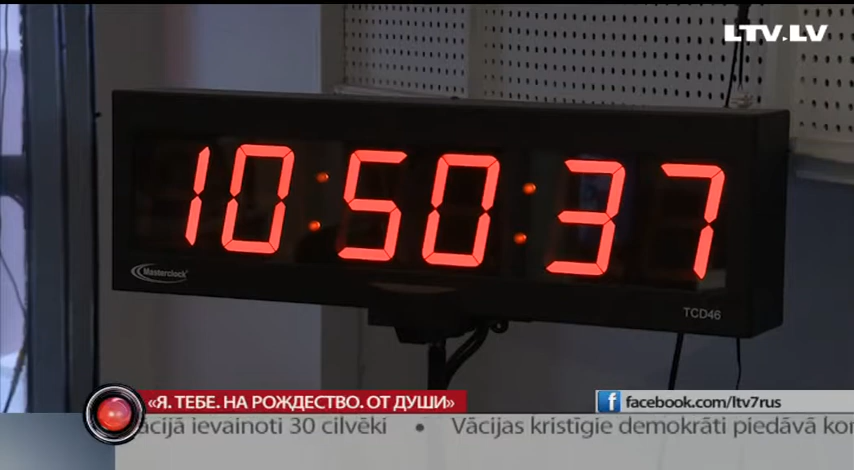 LTV.LV
10:50:37
Masterclock
TCD46
«Я. ТЕБЕ. НА РОЖДЕСТВО. ОТ ДУШИ»
f facebook.com/ltv7rus
ievainoti 30 cilvēki • Vācijas kristīgie demokrāti piedāvā